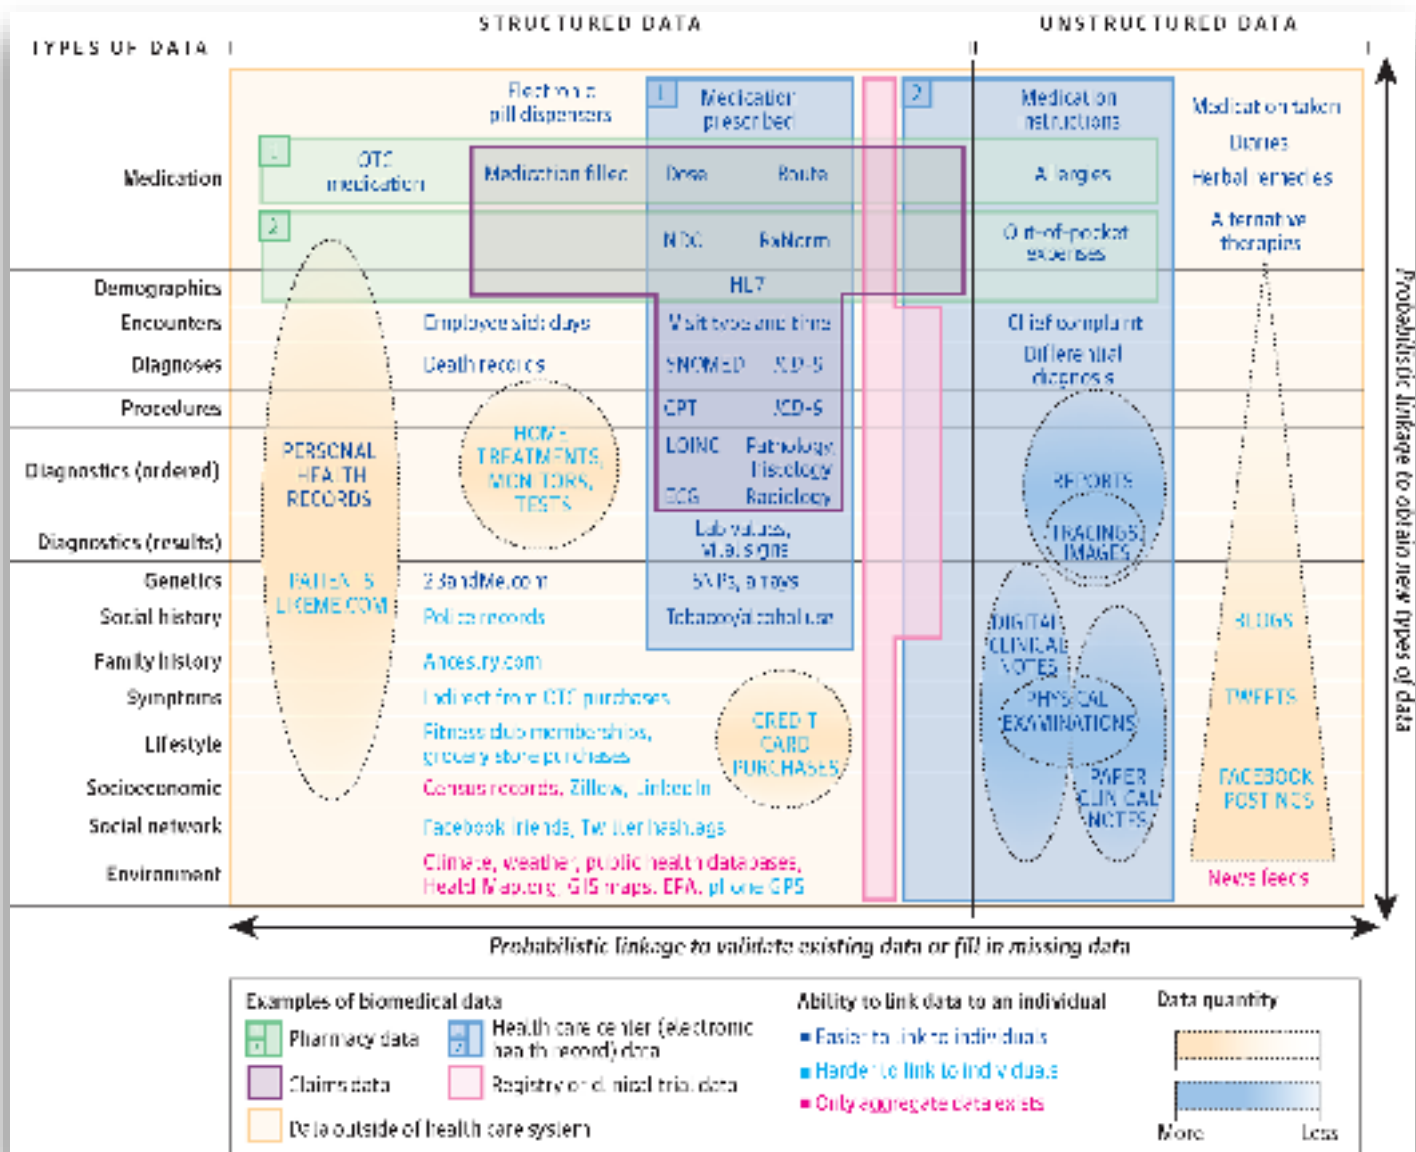 STRUCTURED DATA
UNSTRUCTURED DATA
TYPES OF DATA
Electronic
pill dispensers
1
Medication
prescribed
2
Medication
instructions
Medication taken
Diaries
Herbal remedies
Alternative
therapies
Medication
1
OTC
medication
Medication filled
Dose
Route
Allergies
2
NDC
RxNorm
Out-of-pocket
expenses
Demographics
HL7
Encounters
Employee sick days
Visit type and time
Chief complaint
Diagnoses
Death records
SNOMED
ICD-9
Differential
diagnosis
Procedures
CPT
ICD-9
Diagnostics (ordered)
PERSONAL
HEALTH
RECORDS
HOME
TREATMENTS,
MONITORS,
TESTS
LOINC
Pathology,
histology
ECG
Radiology
REPORTS
TRACINGS,
IMAGES
Diagnostics (results)
Lab values,
vital signs
Genetics
PATIENTS
LIKEME.COM
23andMe.com
SNPs, arrays
Social history
Police records
Tobacco/alcohol use
DIGITAL
CLINICAL
NOTES
BLOGS
Family history
Ancestry.com
Symptoms
Indirect from OTC purchases
PHYSICAL
EXAMINATIONS
TWEETS
Lifestyle
Fitness club memberships,
grocery store purchases
CREDIT
CARD
PURCHASES
Socioeconomic
Census records, Zillow, LinkedIn
PAPER
CLINICAL
NOTES
FACEBOOK
POSTINGS
Social network
Facebook friends, Twitter hashtags
Environment
Climate, weather, public health databases,
HealthMap.org, GIS maps, EPA, phone GPS
News feeds
Probabilistic linkage to obtain new types of data
Probabilistic linkage to validate existing data or fill in missing data
Examples of biomedical data
Pharmacy data
Health care center (electronic
health record) data
Claims data
Registry or clinical trial data
Data outside of health care system
Ability to link data to an individual
Easier to link to individuals
Harder to link to individuals
Only aggregate data exists
Data quantity
More
Less